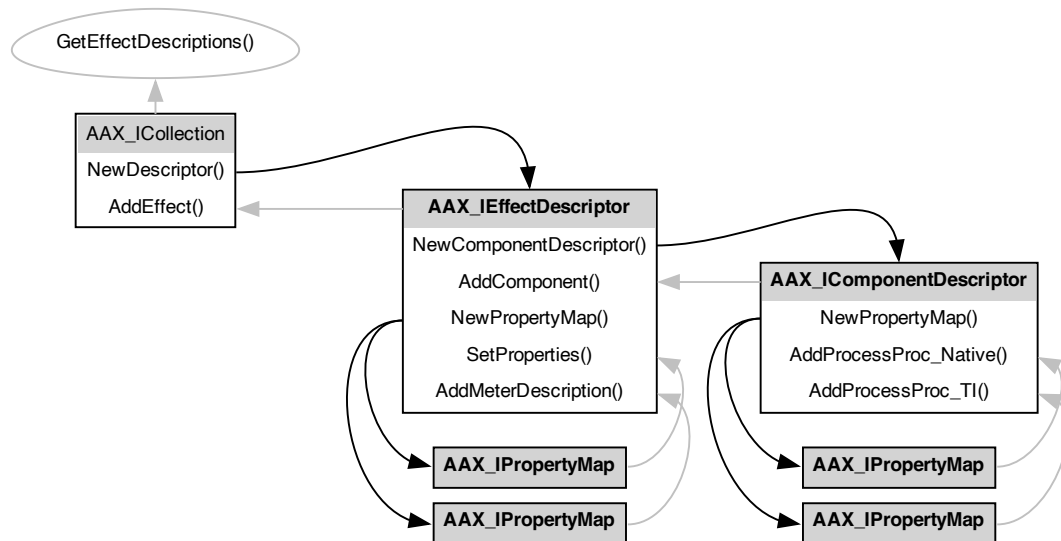 GetEffectDescriptions()
AAX_ICollection
NewDescriptor()
AddEffect()
AAX_IEffectDescriptor
NewComponentDescriptor()
AddComponent()
NewPropertyMap()
SetProperties()
AddMeterDescription()
AAX_IPropertyMap
AAX_IPropertyMap
AAX_IComponentDescriptor
NewPropertyMap()
AddProcessProc_Native()
AddProcessProc_TI()
AAX_IPropertyMap
AAX_IPropertyMap